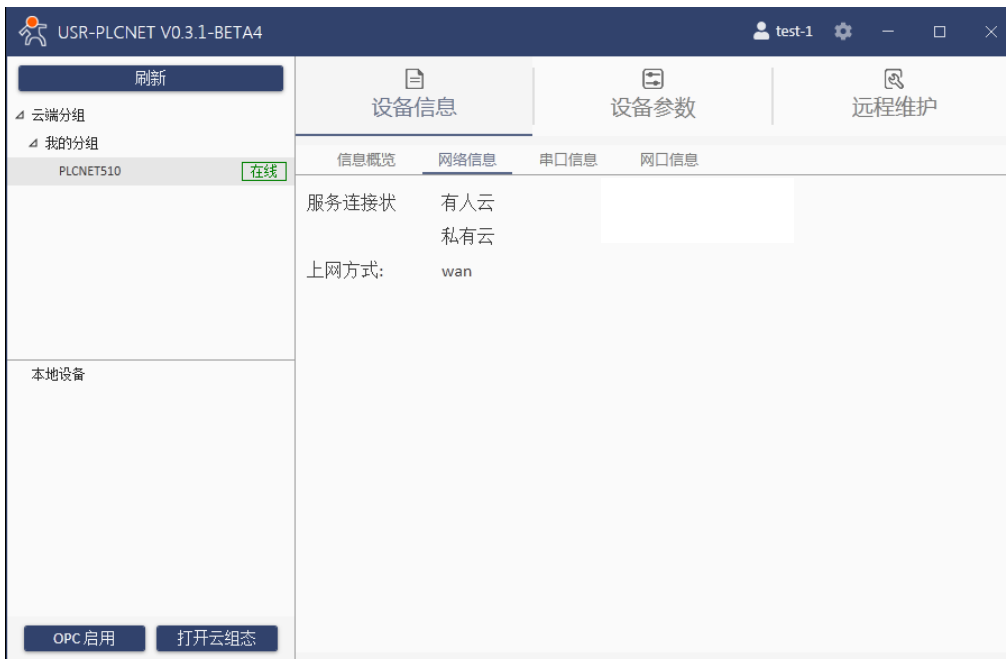 USR-PLCNET V0.3.1-BETA4
test-1
刷新
云端分组
我的分组
PLCNET510 在线
本地设备
OPC启用 打开云组态
设备信息 设备参数 远程维护
信息概览 网络信息 串口信息 网口信息
服务连接状 有人云
私有云
上网方式: wan